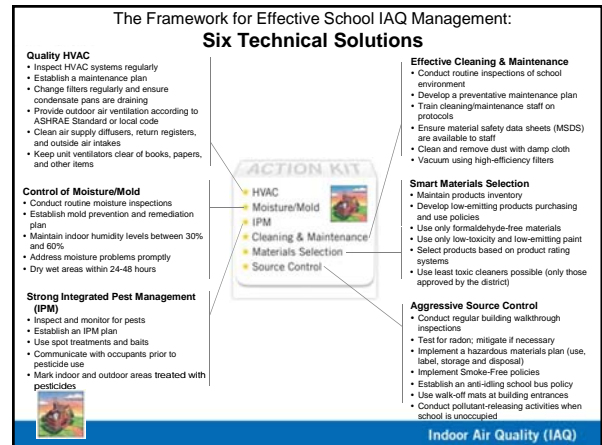 The Framework for Effective School IAQ Management:
Six Technical Solutions
Quality HVAC
• Inspect HVAC systems regularly
• Establish a maintenance plan
• Change filters regularly and ensure
condensate pans are draining
• Provide outdoor air ventilation according to
ASHRAE Standard or local code
• Clean air supply diffusers, return registers,
and outside air intakes
• Keep unit ventilators clear of books, papers,
and other items
Control of Moisture/Mold
• Conduct routine moisture inspections
• Establish mold prevention and remediation
plan
• Maintain indoor humidity levels between 30%
and 60%
• Address moisture problems promptly
• Dry wet areas within 24-48 hours
Strong Integrated Pest Management
(IPM)
• Inspect and monitor for pests
• Establish an IPM plan
• Use spot treatments and baits
• Communicate with occupants prior to
pesticide use
• Mark indoor and outdoor areas treated with
pesticides
ACTION KIT
HVAC
Moisture/Mold
IPM
Cleaning & Maintenance
Materials Selection
Source Control
Effective Cleaning & Maintenance
• Conduct routine inspections of school
environment
• Develop a preventative maintenance plan
• Train cleaning/maintenance staff on
protocols
• Ensure material safety data sheets (MSDS)
are available to staff
• Clean and remove dust with damp cloth
• Vacuum using high-efficiency filters
Smart Materials Selection
• Maintain products inventory
• Develop low-emitting products purchasing
and use policies
• Use only formaldehyde-free materials
• Use only low-toxicity and low-emitting paint
• Select products based on product rating
systems
• Use least toxic cleaners possible (only those
approved by the district)
Aggressive Source Control
• Conduct regular building walkthrough
inspections
• Test for radon; mitigate if necessary
• Implement a hazardous materials plan (use,
label, storage and disposal)
• Implement Smoke-Free policies
• Establish an anti-idling school bus policy
• Use walk-off mats at building entrances
• Conduct pollutant-releasing activities when
school is unoccupied
Indoor Air Quality (IAQ)